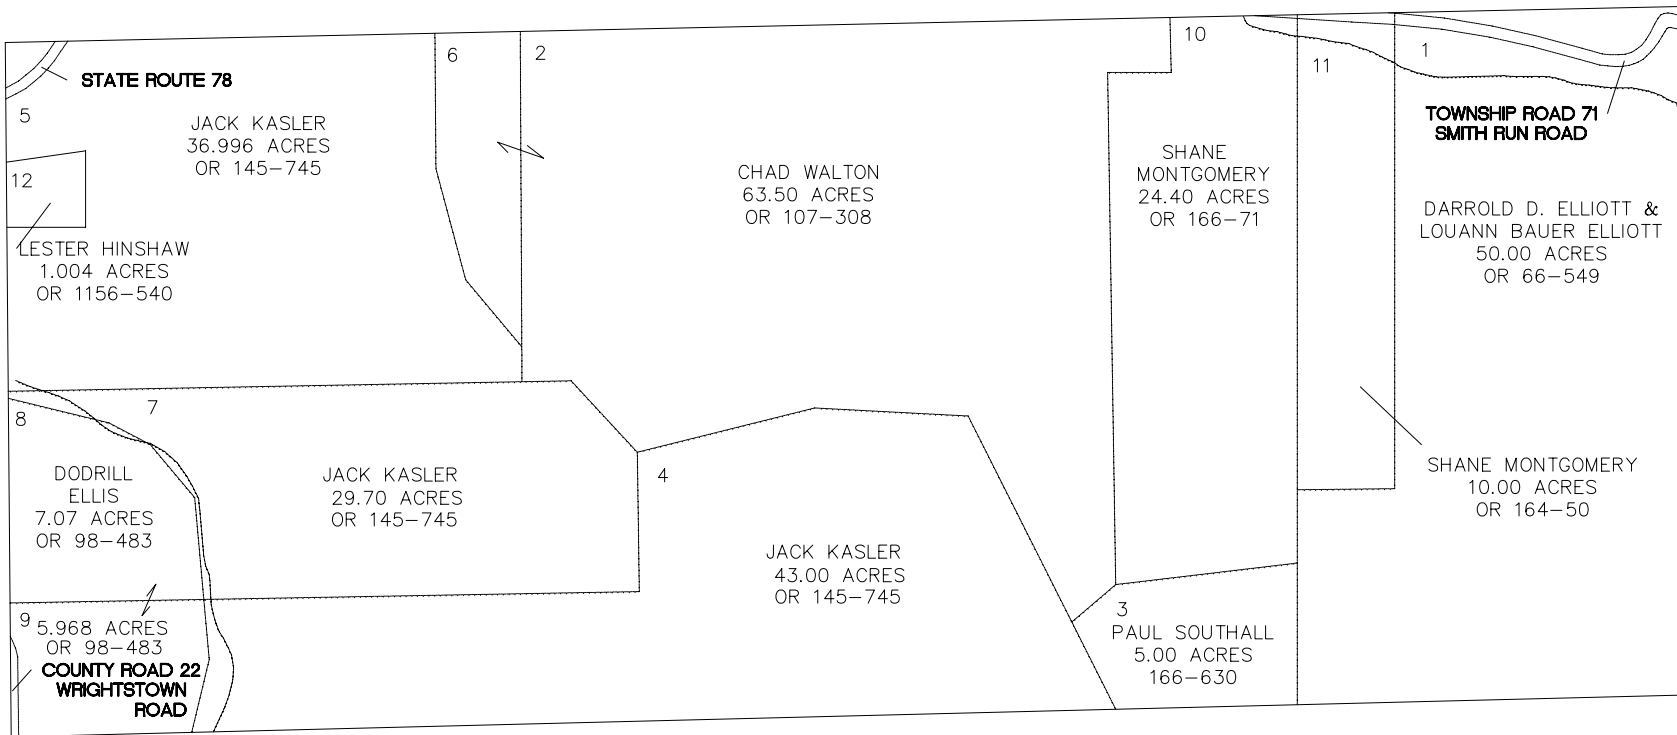 STATE ROUTE 78
5
JACK KASLER
36.996 ACRES
OR 145-745
12
LESTER HINSHAW
1.004 ACRES
OR 1156-540
6
2
CHAD WALTON
63.50 ACRES
OR 107-308
10
SHANE
MONTGOMERY
24.40 ACRES
OR 166-71
11
1
TOWNSHIP ROAD 71
SMITH RUN ROAD
DARROLD D. ELLIOTT &
LOUANN BAUER ELLIOTT
50.00 ACRES
OR 66-549
SHANE MONTGOMERY
10.00 ACRES
OR 164-50
8
DODRILL
ELLIS
7.07 ACRES
OR 98-483
7
JACK KASLER
29.70 ACRES
OR 145-745
4
JACK KASLER
43.00 ACRES
OR 145-745
3
PAUL SOUTHALL
5.00 ACRES
166-630
9
5.968 ACRES
OR 98-483
COUNTY ROAD 22
WRIGHTSTOWN
ROAD